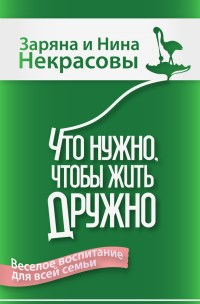 Заряна и Нина
Некрасовы
Что нужно,
чтобы жить
Дружно
Веселое воспитание
для всей семьи